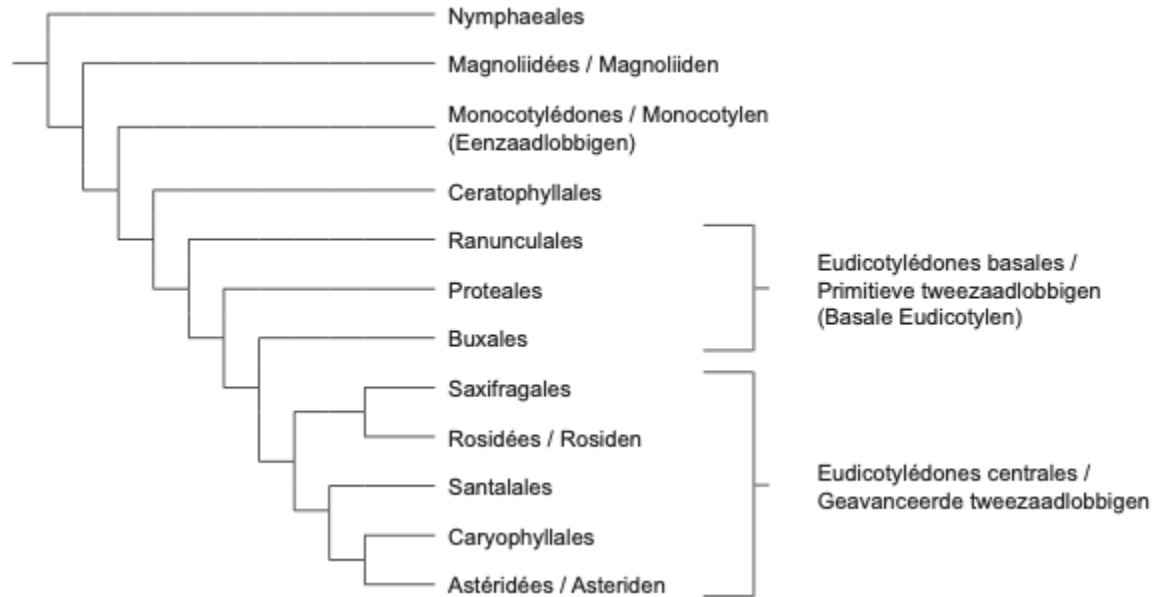 Nymphaeales
Magnoliidées / Magnoliiden
Monocotylédones / Monocotylen
(Eenzaadlobbigen)
Ceratophyllales
Ranunculales
Proteales
Buxales
Eudicotylédones basales /
Primitieve tweezaadlobbigen
(Basale Eudicotylen)
Saxifragales
Rosidées / Rosiden
Santalales
Caryophyllales
Astéridées / Asteriden
Eudicotylédones centrales /
Geavanceerde tweezaadlobbigen